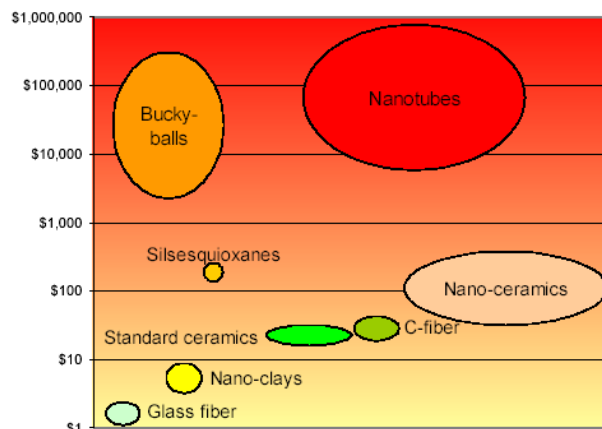 $1,000,000
$100,000
Bucky-
balls
Nanotubes
$10,000
$1,000
Silsesquioxanes
$100
Nano-ceramics
Standard ceramics
C-fiber
$10
Nano-clays
Glass fiber
$1